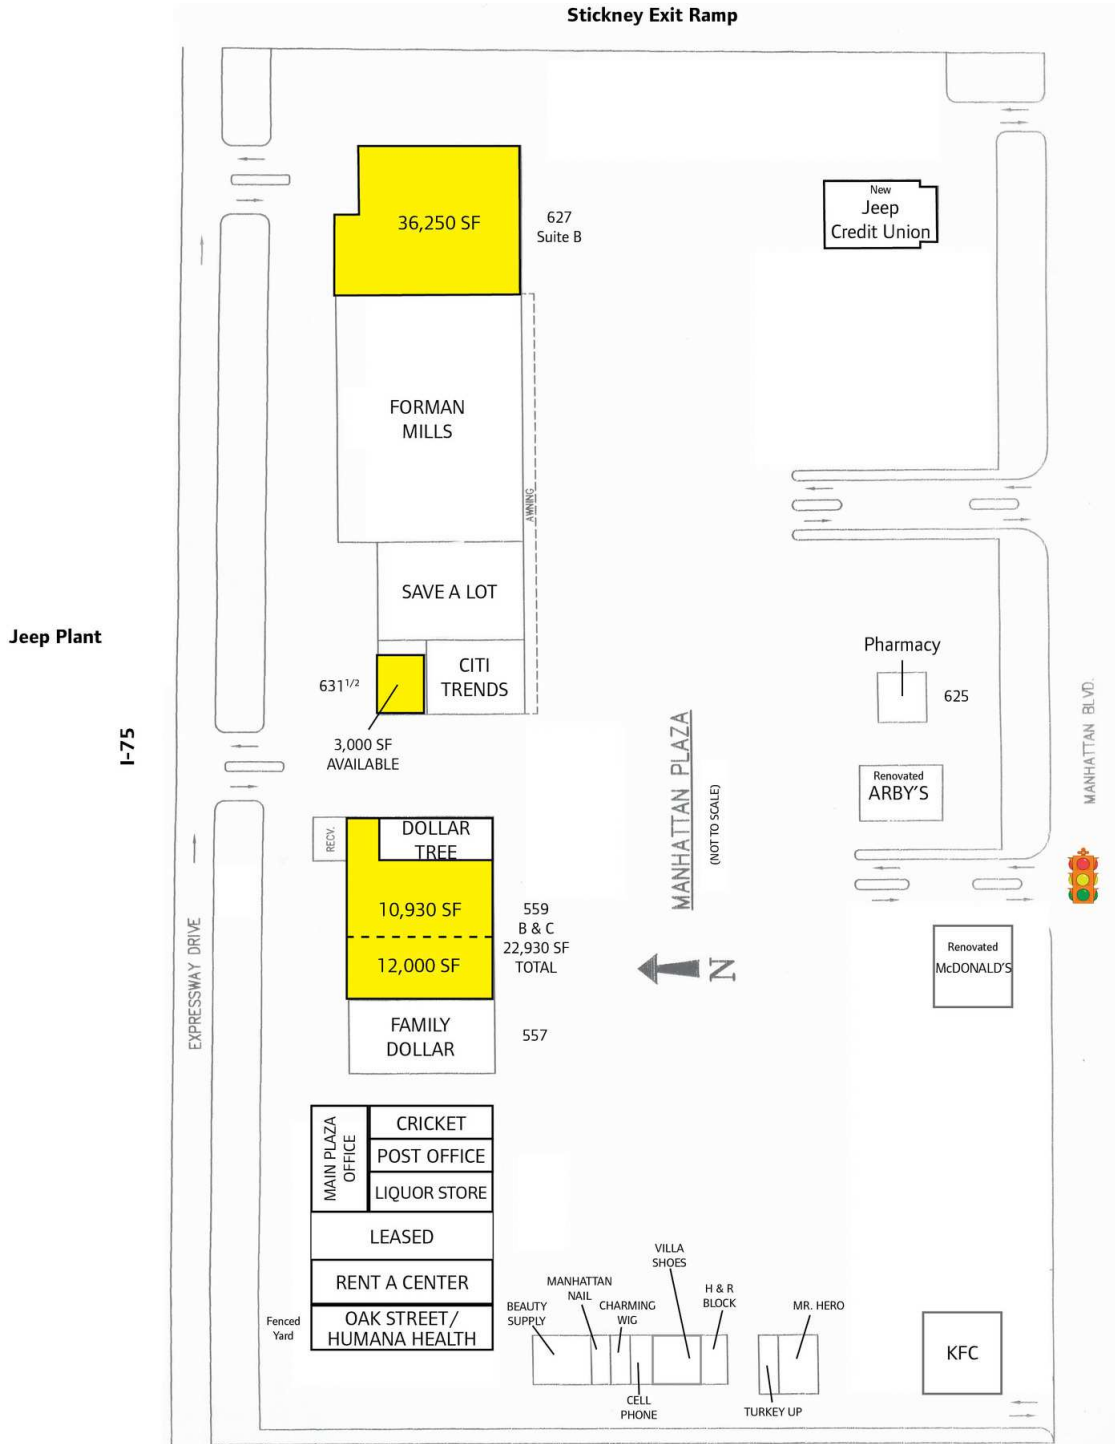 Stickney Exit Ramp
36,250 SF
627
Suite B
New
Jeep
Credit Union
FORMAN
MILLS
AWNING
SAVE A LOT
Jeep Plant
Pharmacy
CITI
TRENDS
631 1/2
625
3,000 SF
AVAILABLE
I-75
MANHATTAN PLAZA
(NOT TO SCALE)
MANHATTAN BLVD.
Renovated
ARBY'S
RECV.
DOLLAR
TREE
10,930 SF
559
B & C
22,930 SF
TOTAL
12,000 SF
N
Renovated
McDONALD'S
EXPRESSWAY DRIVE
FAMILY
DOLLAR
557
MAIN PLAZA
OFFICE
CRICKET
POST OFFICE
LIQUOR STORE
LEASED
RENT A CENTER
Fenced
Yard
OAK STREET/
HUMANA HEALTH
BEAUTY
SUPPLY
MANHATTAN
NAIL
CHARMING
WIG
VILLA
SHOES
H & R
BLOCK
MR. HERO
CELL
PHONE
TURKEY UP
KFC